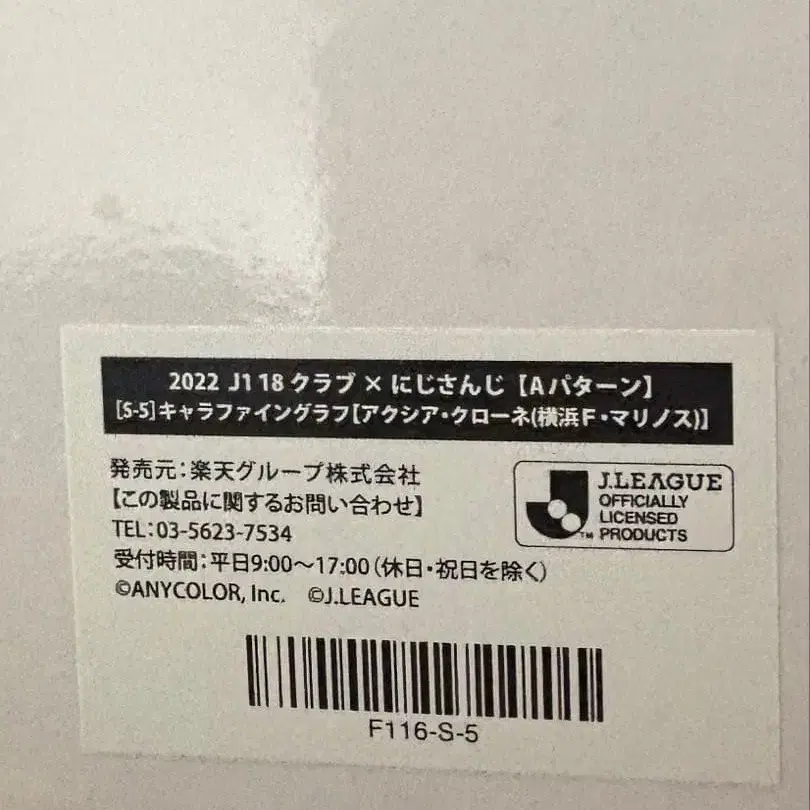 2022 J1 18 クラブ × にじさんじ【Aパターン】
[S-5]キャラファイングラフ【アクシア・クローネ(横浜F・マリノス)】
発売元:楽天グループ株式会社
【この製品に関するお問い合わせ】
TEL:03-5623-7534
受付時間:平日9:00～17:00(休日・祝日を除く)
©ANYCOLOR, Inc. ©J.LEAGUE
J.LEAGUE
OFFICIALLY
LICENSED
™ PRODUCTS
F116-S-5